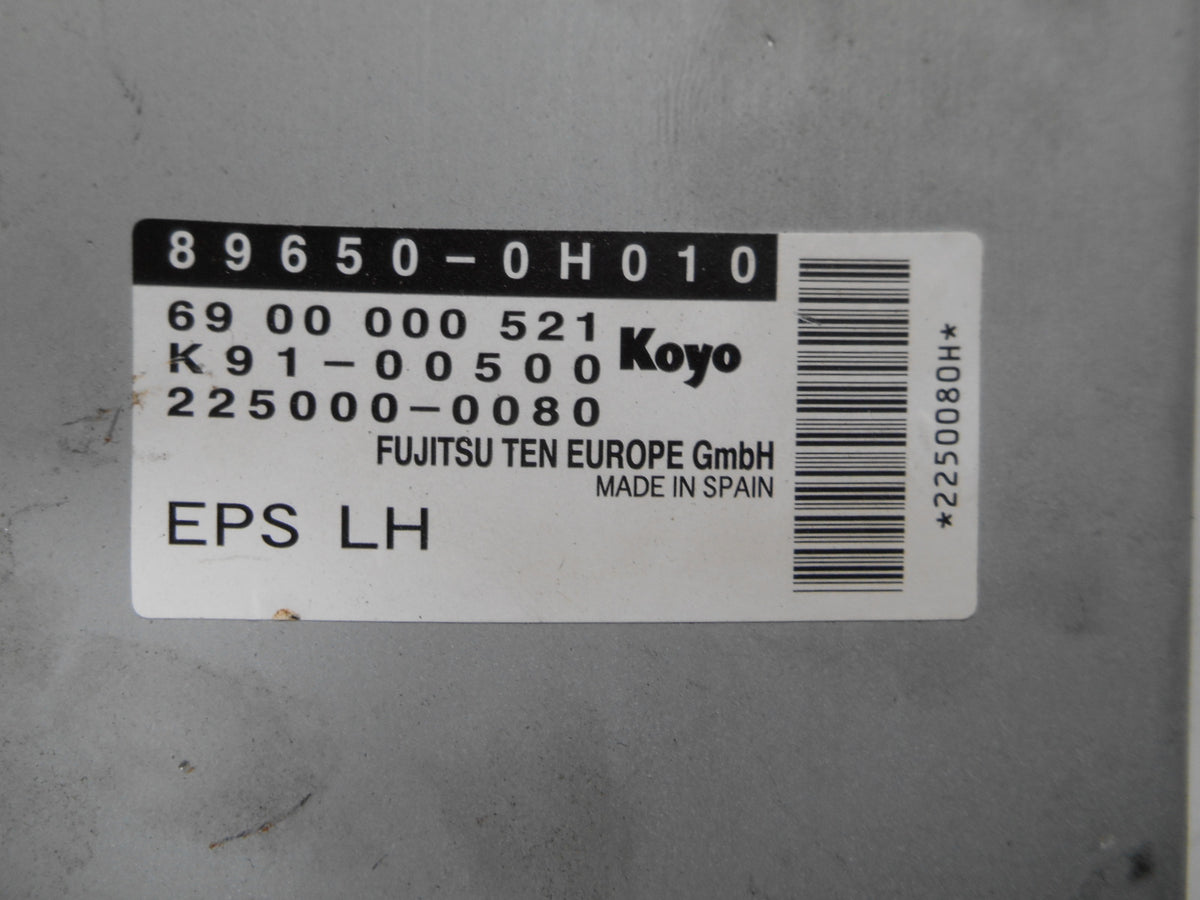 89650-0H010
69 00 000 521
K91-00500
Koyo
225000-0080
FUJITSU TEN EUROPE GmbH
MADE IN SPAIN
EPS LH
*2250080H*